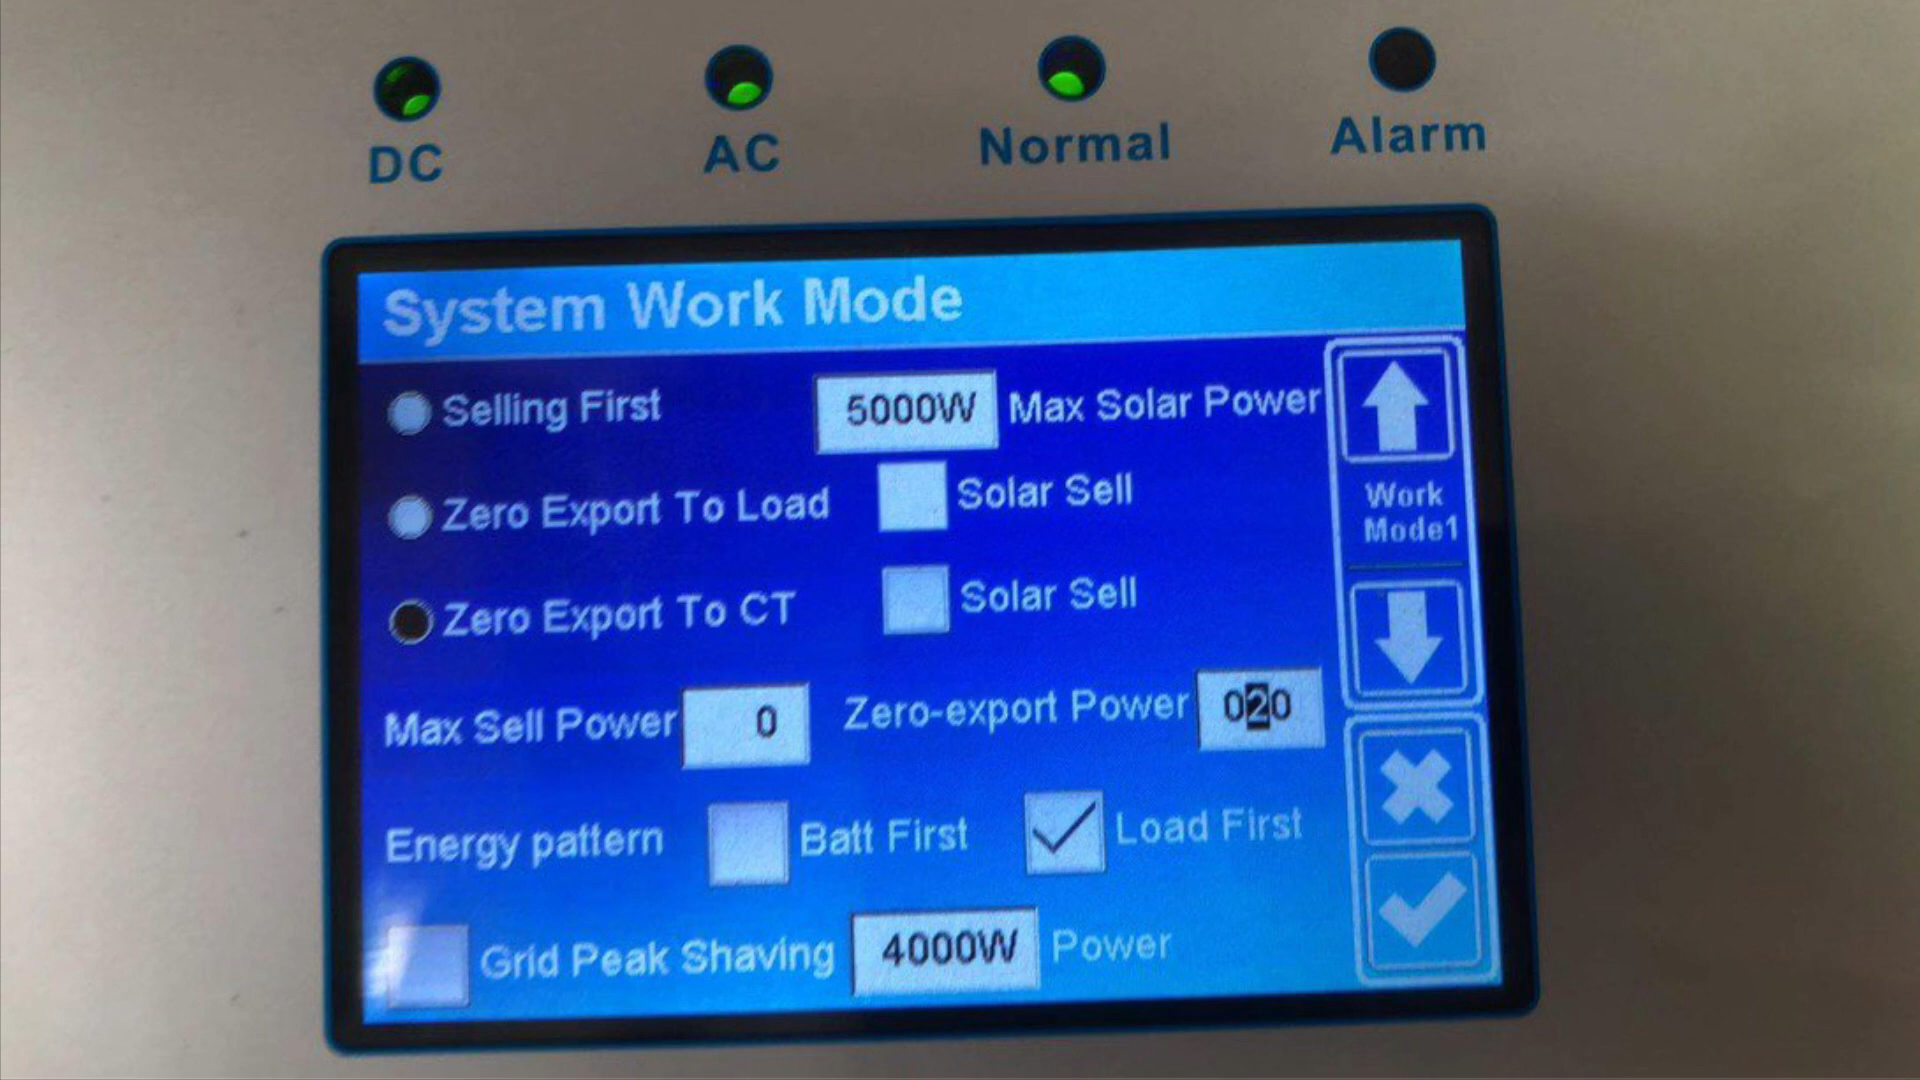 DC AC Normal Alarm
System Work Mode
Selling First 5000W Max Solar Power
Zero Export To Load Solar Sell
Work
Mode1
Zero Export To CT Solar Sell
Max Sell Power 0 Zero-export Power 020
Energy pattern Batt First Load First
Grid Peak Shaving 4000W Power